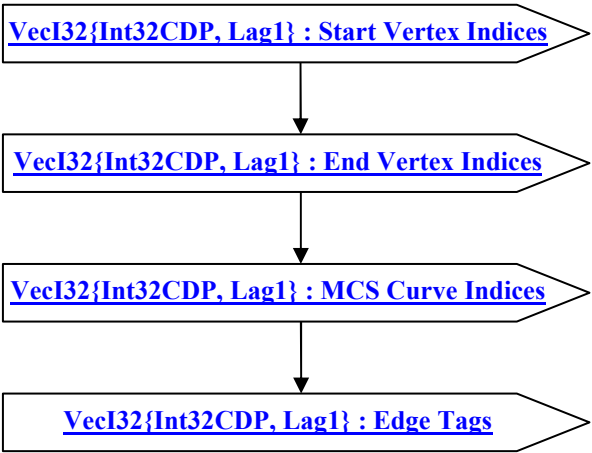 VecI32{Int32CDP, Lag1} : Start Vertex Indices
VecI32{Int32CDP, Lag1} : End Vertex Indices
VecI32{Int32CDP, Lag1} : MCS Curve Indices
VecI32{Int32CDP, Lag1} : Edge Tags